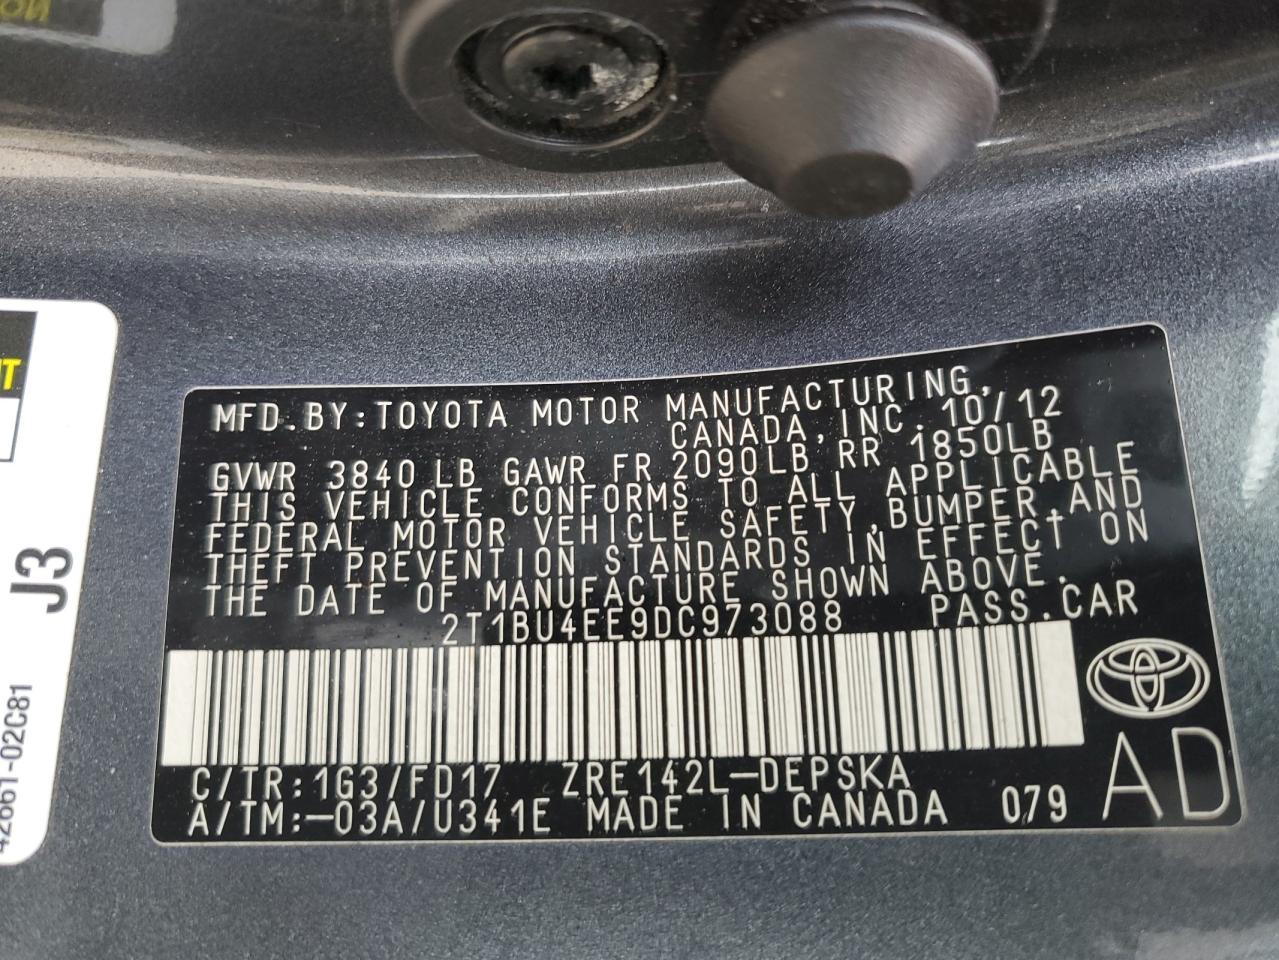 MFD.BY:TOYOTA MOTOR MANUFACTURING,
CANADA,INC. 10/12
GVWR 3840LB GAWR FR 2090LB RR 1850LB
THIS VEHICLE CONFORMS TO ALL APPLICABLE
FEDERAL MOTOR VEHICLE SAFETY,BUMPER,AND
THEFT PREVENTION STANDARDS IN EFFECT ON
THE DATE OF MANUFACTURE SHOWN ABOVE.
2T1BU4EE9DC973088 PASS.CAR
C/TR:1G3/FD17 ZRE142L-DEPSKA
A/TM:-03A/U341E MADE IN CANADA 079
AD
J3
42661-02C81